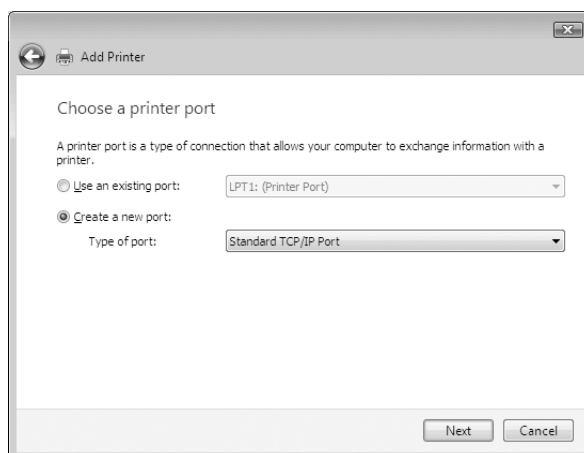 Add Printer
Choose a printer port
A printer port is a type of connection that allows your computer to exchange information with a
printer.
Use an existing port: LPT1: (Printer Port)
Create a new port:
Type of port: Standard TCP/IP Port
Next Cancel